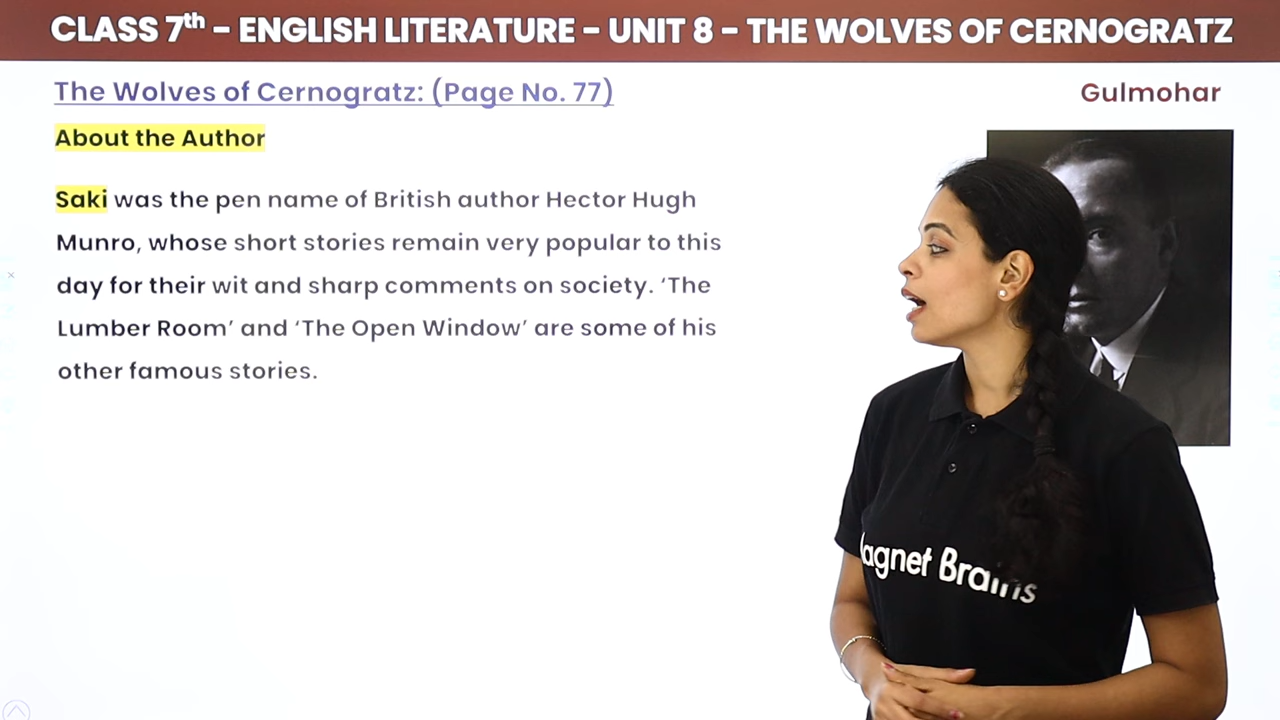 CLASS 7th – ENGLISH LITERATURE – UNIT 8 – THE WOLVES OF CERNOGRATZ
The Wolves of Cernogratz: (Page No. 77)
Gulmohar
About the Author
Saki was the pen name of British author Hector Hugh
Munro, whose short stories remain very popular to this
day for their wit and sharp comments on society. ‘The
Lumber Room’ and ‘The Open Window’ are some of his
other famous stories.
agnet Brains